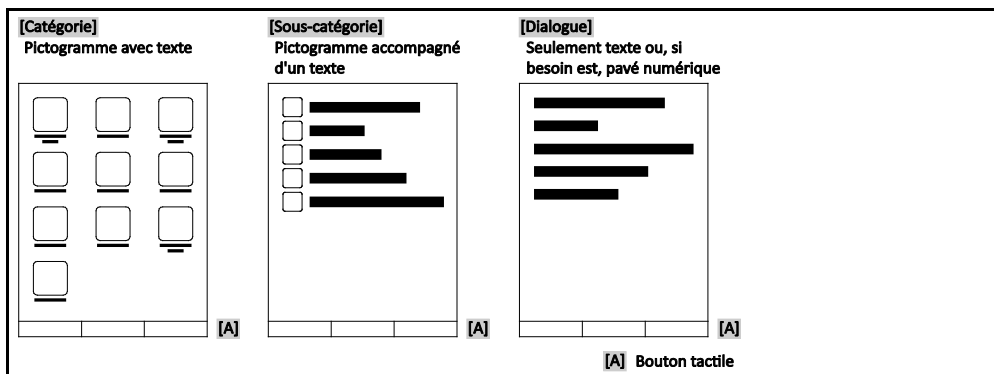 [Catégorie]
Pictogramme avec texte
[Sous-catégorie]
Pictogramme accompagné
d'un texte
[Dialogue]
Seulement texte ou, si
besoin est, pavé numérique
[A]
[A]
[A]
[A] Bouton tactile